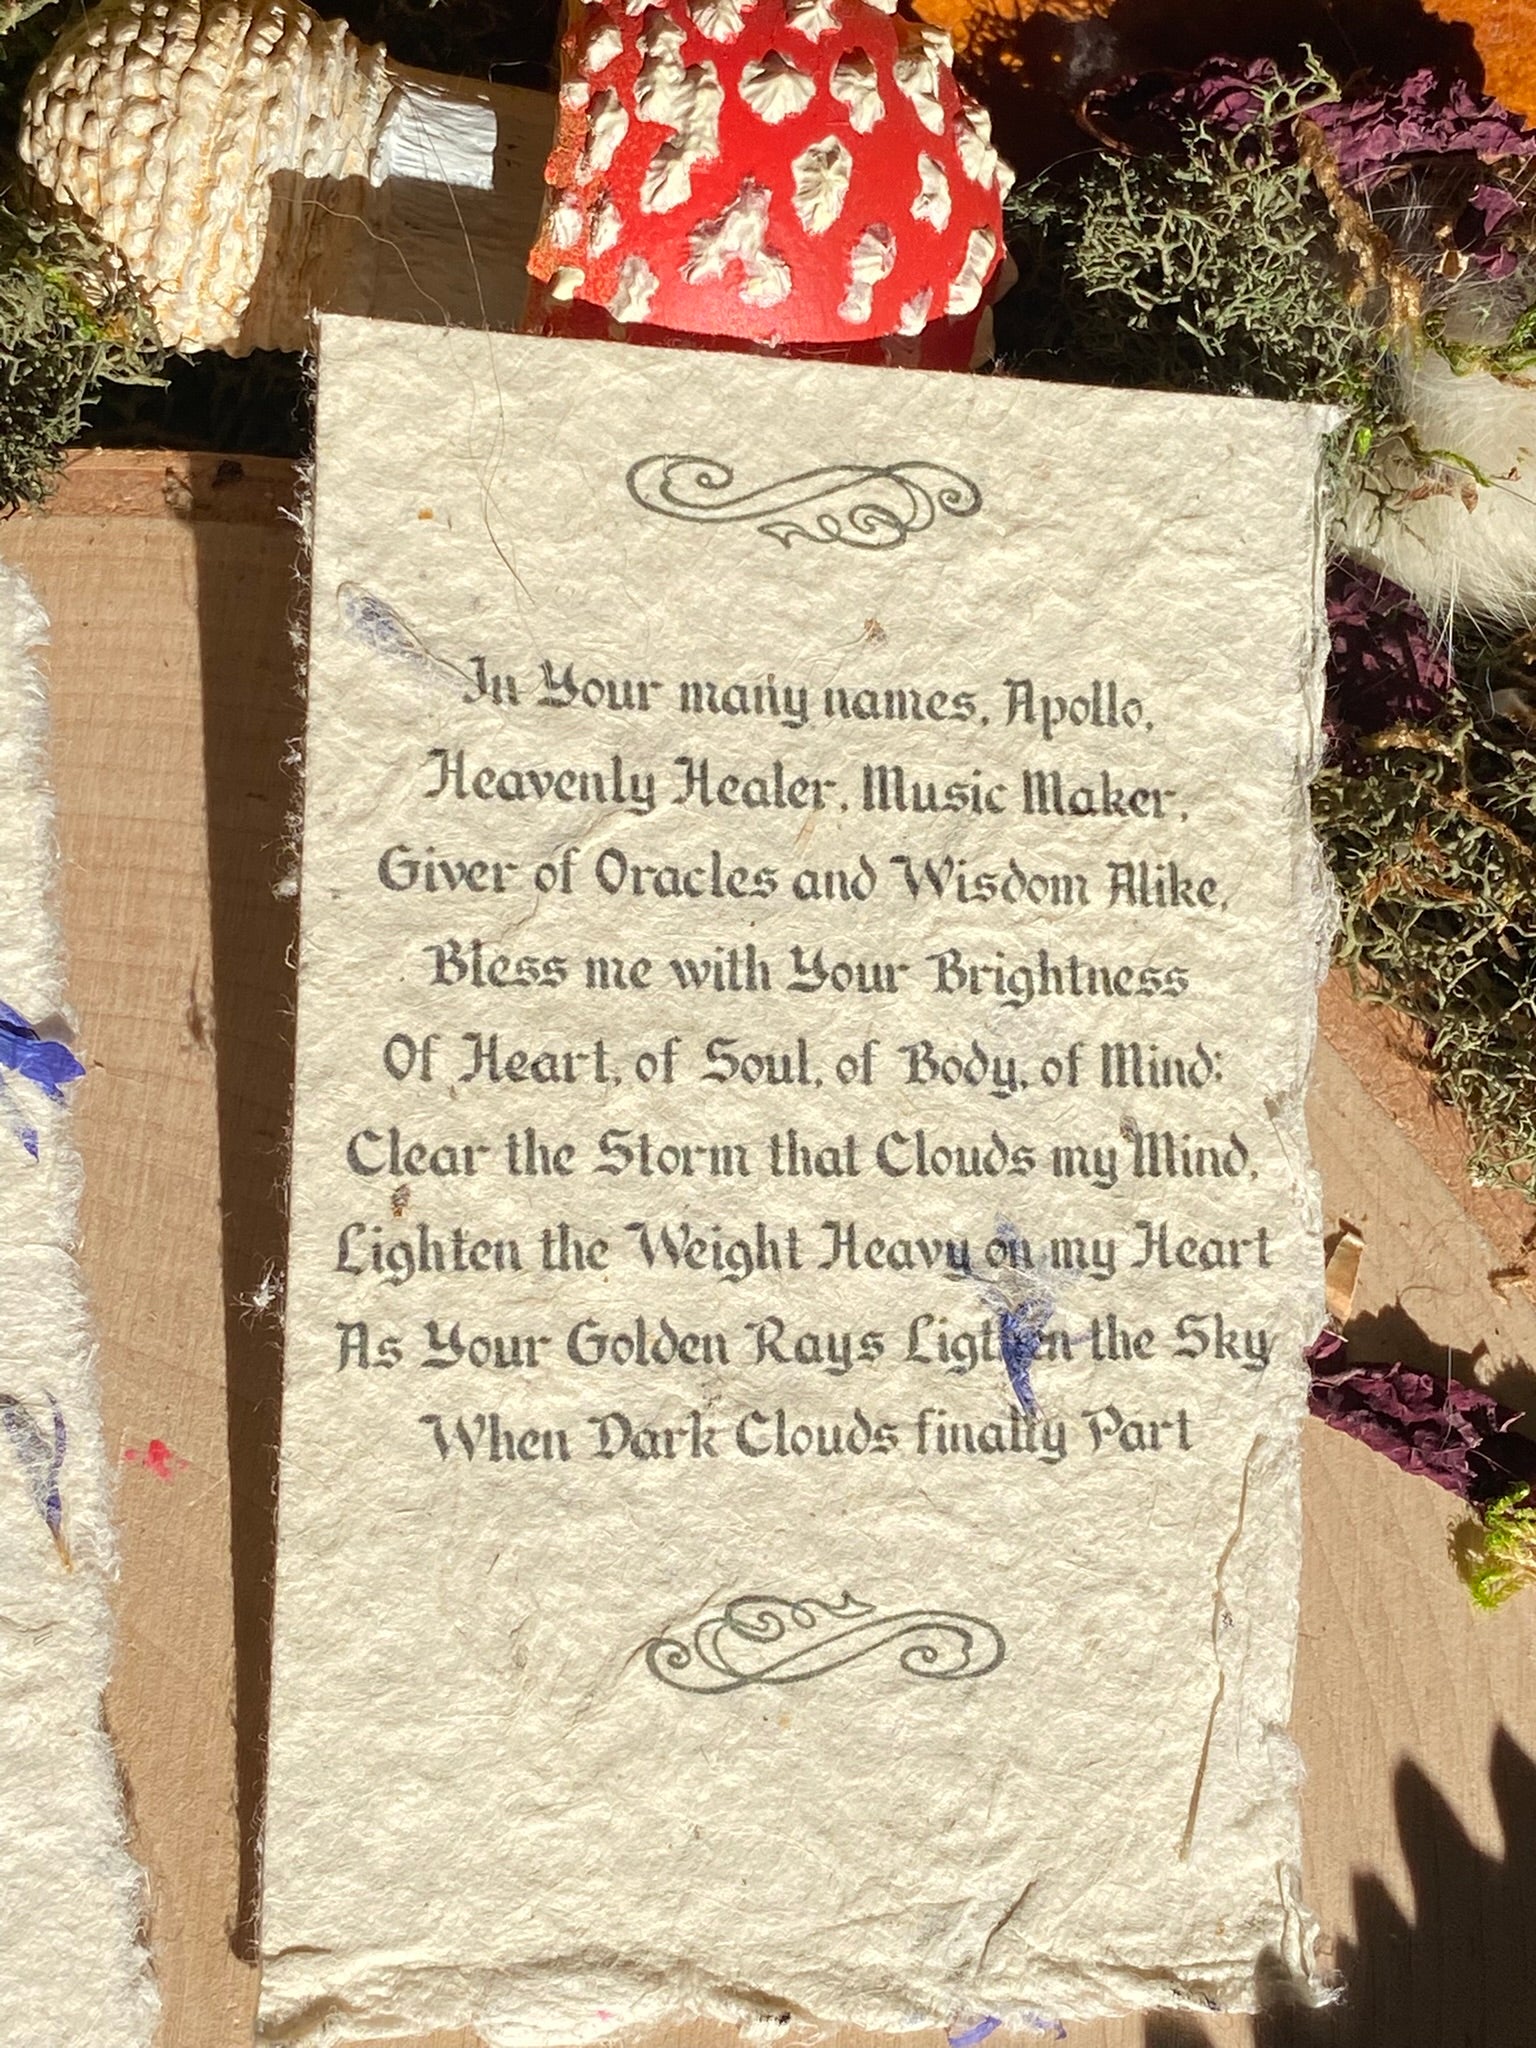 In Your many names, Apollo,
Heavenly Healer, Music Maker,
Giver of Oracles and Wisdom Alike,
Bless me with Your Brightness
Of Heart, of Soul, of Body, of Mind:
Clear the Storm that Clouds my Mind,
Lighten the Weight Heavy on my Heart
As Your Golden Rays Ligthen the Sky
When Dark Clouds finally Part